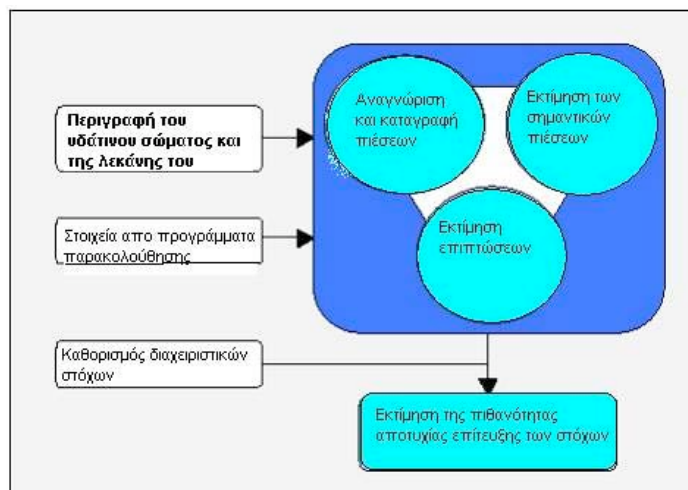 Περιγραφή του
υδάτινου σώματος και
της λεκάνης του
Στοιχεία απο προγράμματα
παρακολούθησης
Καθορισμός διαχειριστικών
στόχων
Αναγνώριση
και καταγραφή
πιέσεων
Εκτίμηση των
σημαντικών
πιέσεων
Εκτίμηση
επιπτώσεων
Εκτίμηση της πιθανότητας
αποτυχίας επίτευξης των στόχων